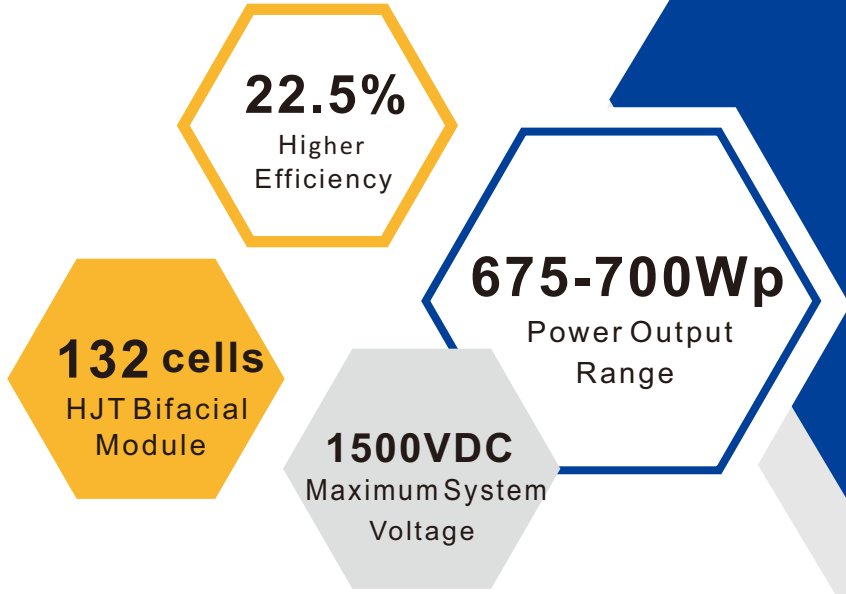 22.5%
Higher
Efficiency
675-700Wp
Power Output
Range
132 cells
HJT Bifacial
Module
1500VDC
Maximum System
Voltage